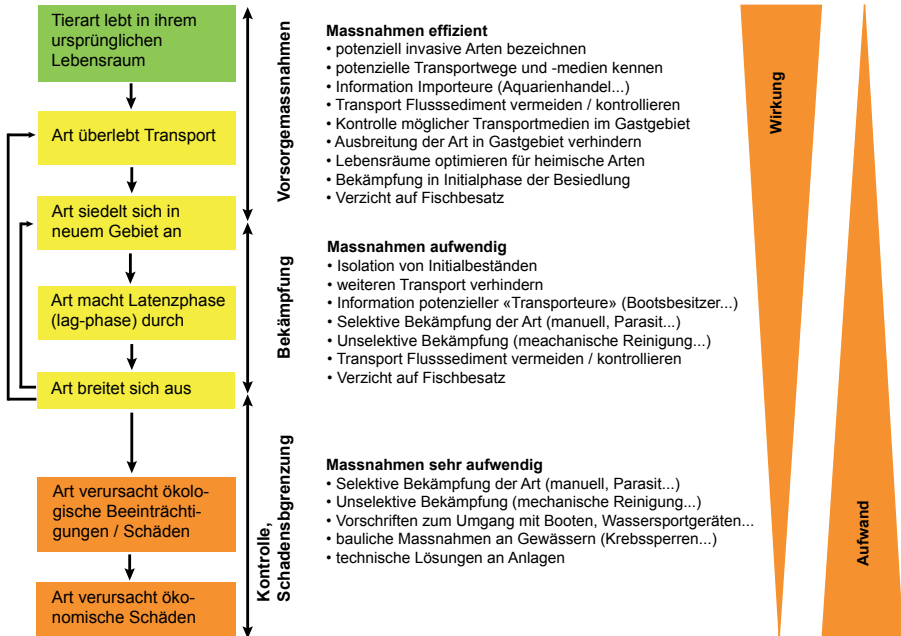 Tierart lebt in ihrem
ursprünglichen
Lebensraum
Art überlebt Transport
Art siedelt sich in
neuem Gebiet an
Art macht Latenzphase
(lag-phase) durch
Art breitet sich aus
Art verursacht ökolo-
gische Beeinträchti-
gungen / Schäden
Art verursacht öko-
nomische Schäden
Vorsorgemassnahmen
Bekämpfung
Kontrolle,
Schadensbgrenzung
Massnahmen effizient
• potenziell invasive Arten bezeichnen
• potenzielle Transportwege und -medien kennen
• Information Importeure (Aquarienhandel...)
• Transport Flusssediment vermeiden / kontrollieren
• Kontrolle möglicher Transportmedien im Gastgebiet
• Ausbreitung der Art in Gastgebiet verhindern
• Lebensräume optimieren für heimische Arten
• Bekämpfung in Initialphase der Besiedlung
• Verzicht auf Fischbesatz
Massnahmen aufwendig
• Isolation von Initialbeständen
• weiteren Transport verhindern
• Information potenzieller «Transporteure» (Bootsbesitzer...)
• Selektive Bekämpfung der Art (manuell, Parasit...)
• Unselektive Bekämpfung (meachanische Reinigung...)
• Transport Flusssediment vermeiden / kontrollieren
• Verzicht auf Fischbesatz
Massnahmen sehr aufwendig
• Selektive Bekämpfung der Art (manuell, Parasit...)
• Unselektive Bekämpfung (mechanische Reinigung...)
• Vorschriften zum Umgang mit Booten, Wassersportgeräten...
• bauliche Massnahmen an Gewässern (Krebssperren...)
• technische Lösungen an Anlagen
Wirkung
Aufwand